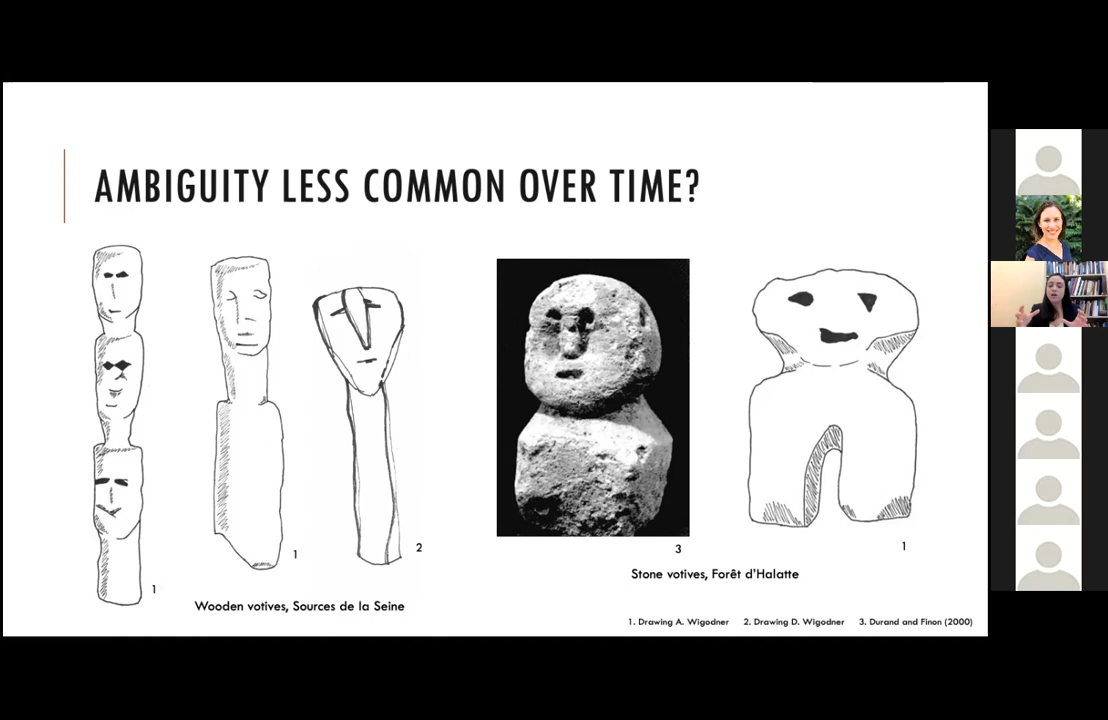 AMBIGUITY LESS COMMON OVER TIME?
1
1
2
3
1
Wooden votives, Sources de la Seine
Stone votives, Forêt d'Halatte
1. Drawing A. Wigodner 2. Drawing D. Wigodner 3. Durand and Finon (2000)